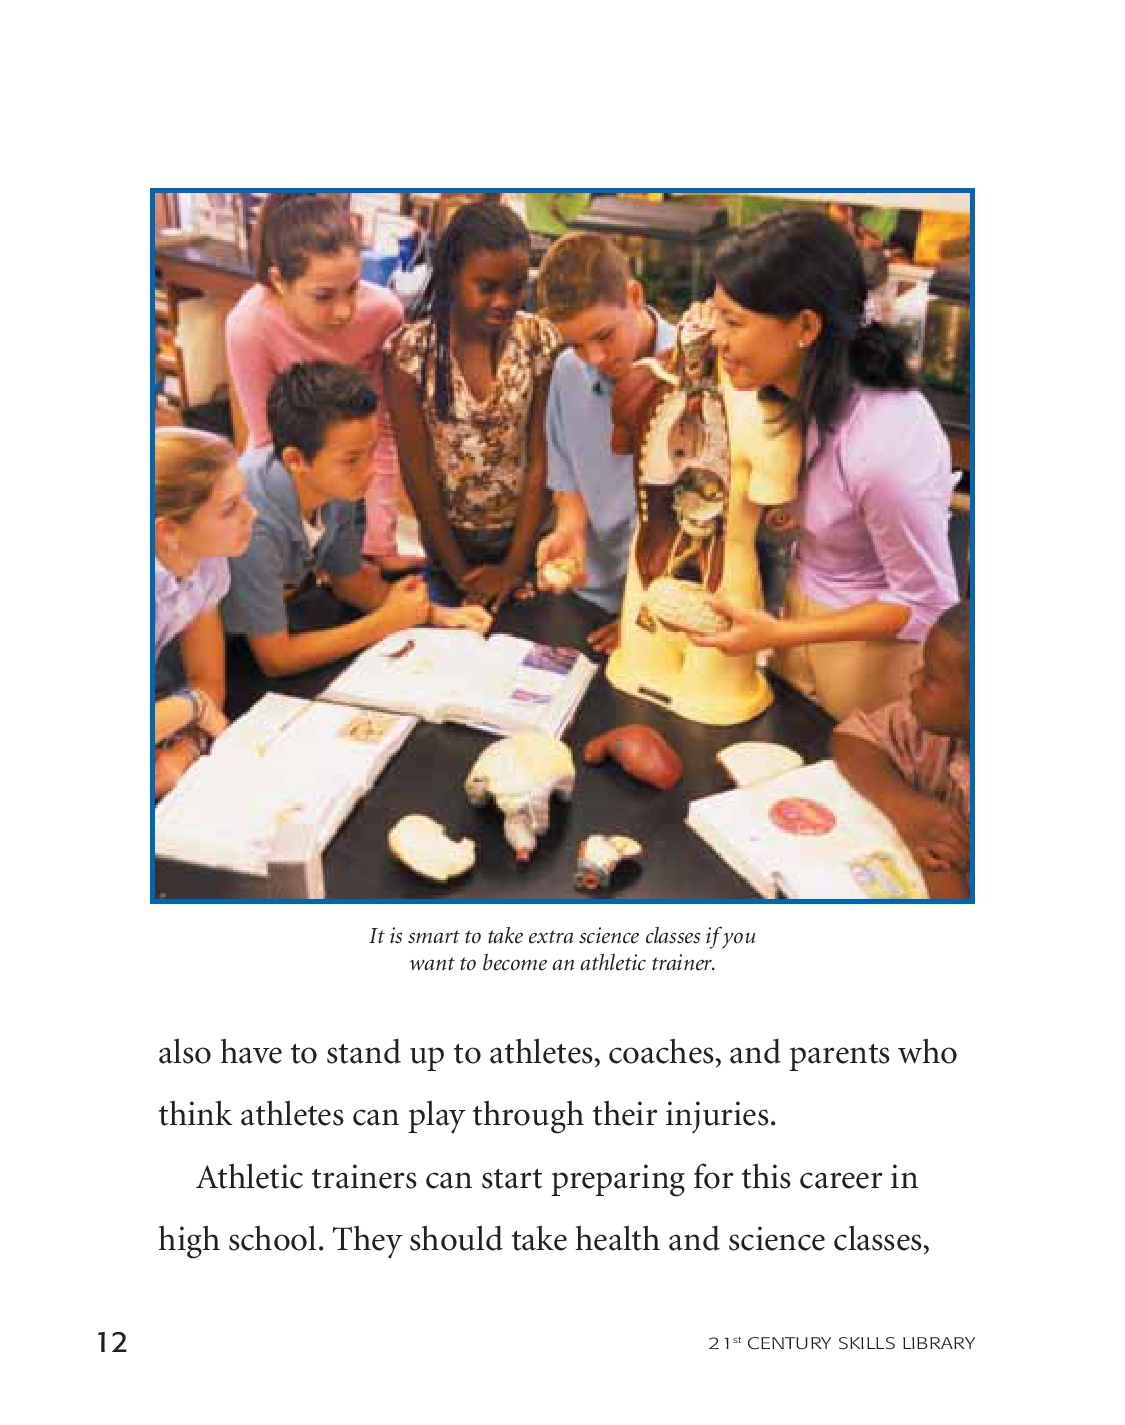 It is smart to take extra science classes if you
want to become an athletic trainer.
also have to stand up to athletes, coaches, and parents who
think athletes can play through their injuries.
Athletic trainers can start preparing for this career in
high school. They should take health and science classes,
12
21st CENTURY SKILLS LIBRARY